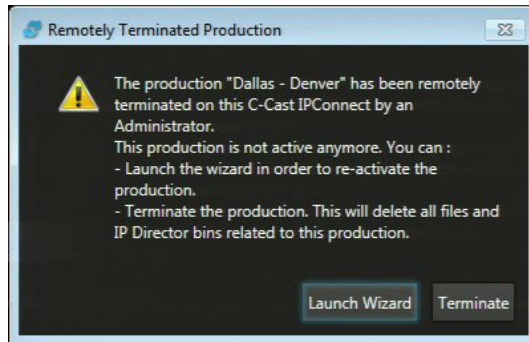 Remotely Terminated Production
The production "Dallas - Denver" has been remotely
terminated on this C-Cast IPConnect by an
Administrator.
This production is not active anymore. You can :
- Launch the wizard in order to re-activate the
production.
- Terminate the production. This will delete all files and
IP Director bins related to this production.
Launch Wizard
Terminate